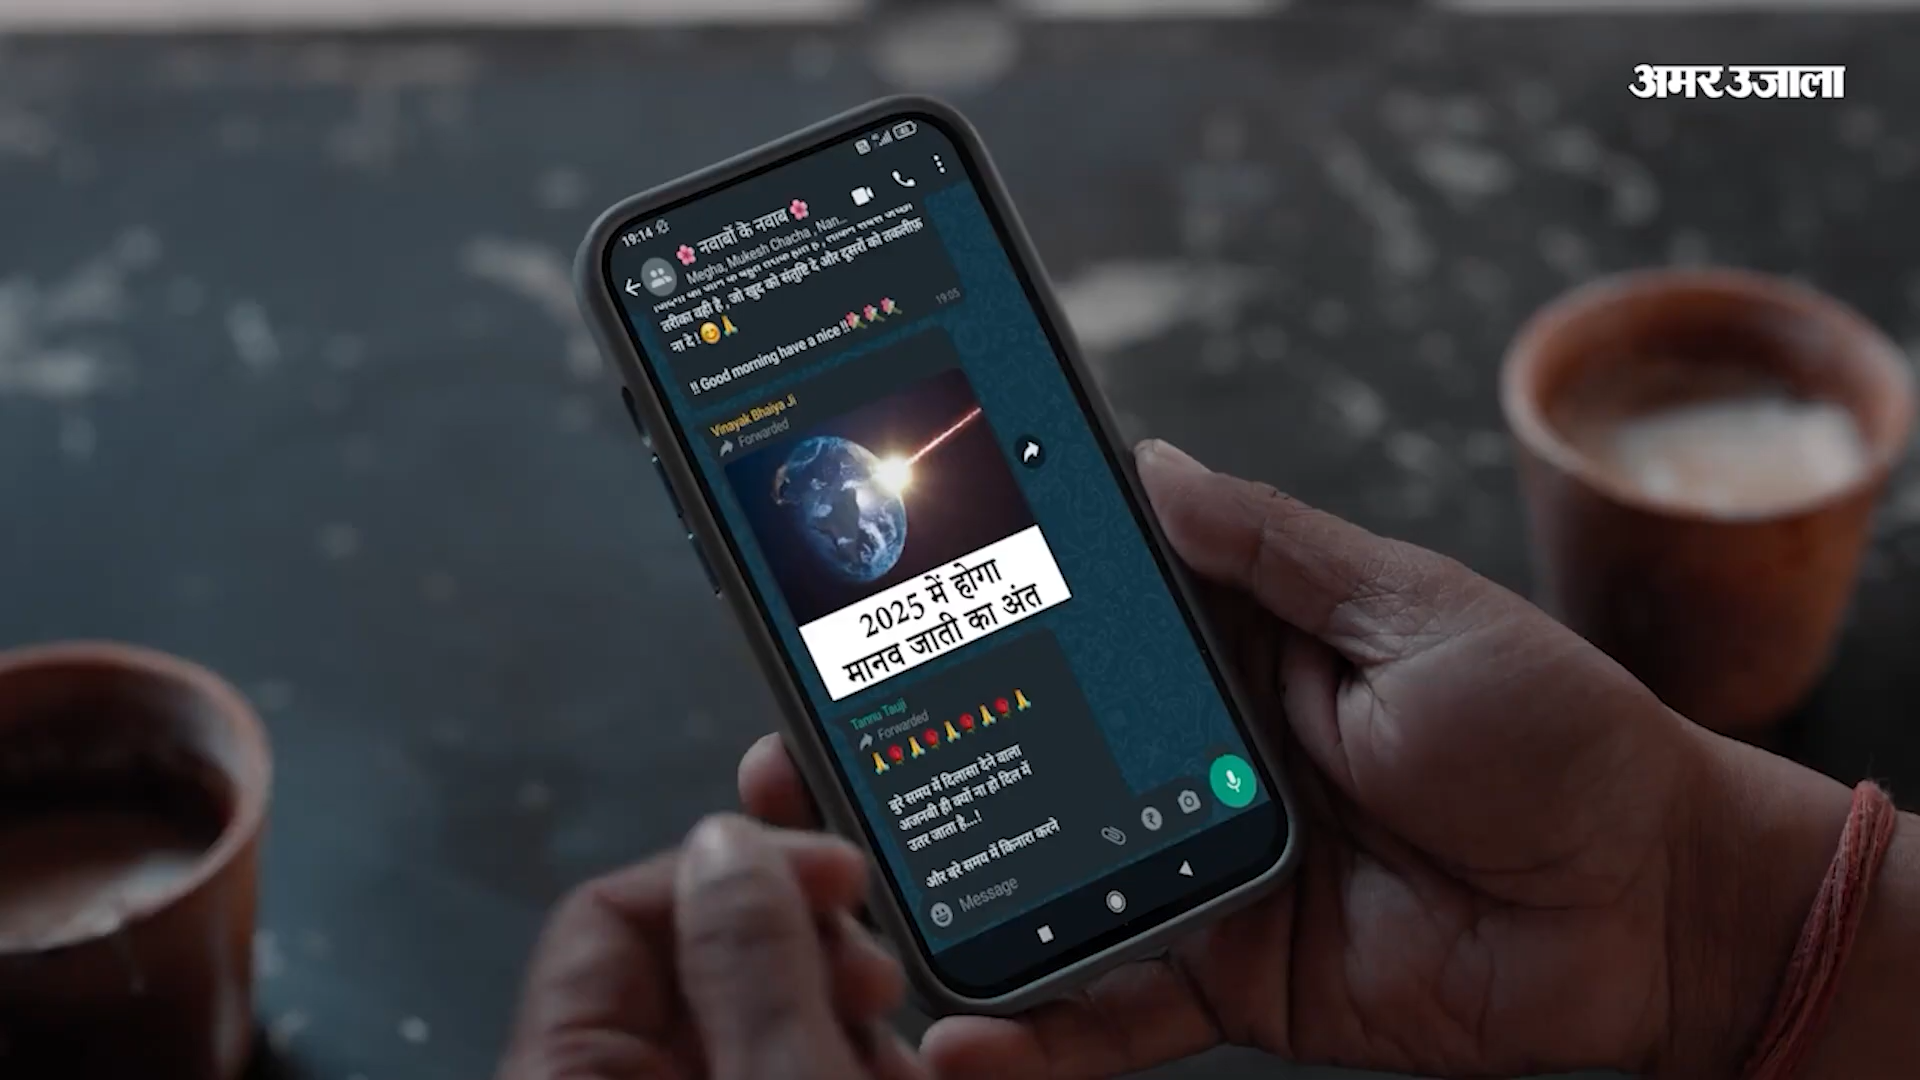 अमर उजाला
19:14
🌸 नवाबों के नवाब 🌸
Megha, Mukesh Chacha , Nan...
तरीका वही है , जो खुद को संतुष्टि दे और दूसरों को तकलीफ़
ना दे ! 😊🙏
19:05
!! Good morning have a nice !!💐💐💐
Vinayak Bhaiya Ji
Forwarded
2025 में होगा
मानव जाती का अंत
Tannu Tauji
Forwarded
🙏🌹🙏🌹🙏🌹🙏🌹🙏
बुरे समय में दिलासा देने वाला
अजनबी ही क्यों ना हो दिल में
उतर जाता है...!
और बुरे समय में किनारा करने
Message